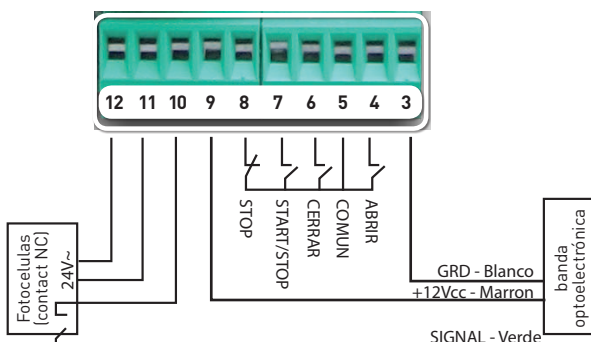 12 11 10 9 8 7 6 5 4 3
STOP
START/STOP
CERRAR
COMUN
ABRIR
Fotocelulas
(contact NC)
24V~
GRD - Blanco
+12Vcc - Marron
SIGNAL - Verde
banda
optoelectrónica